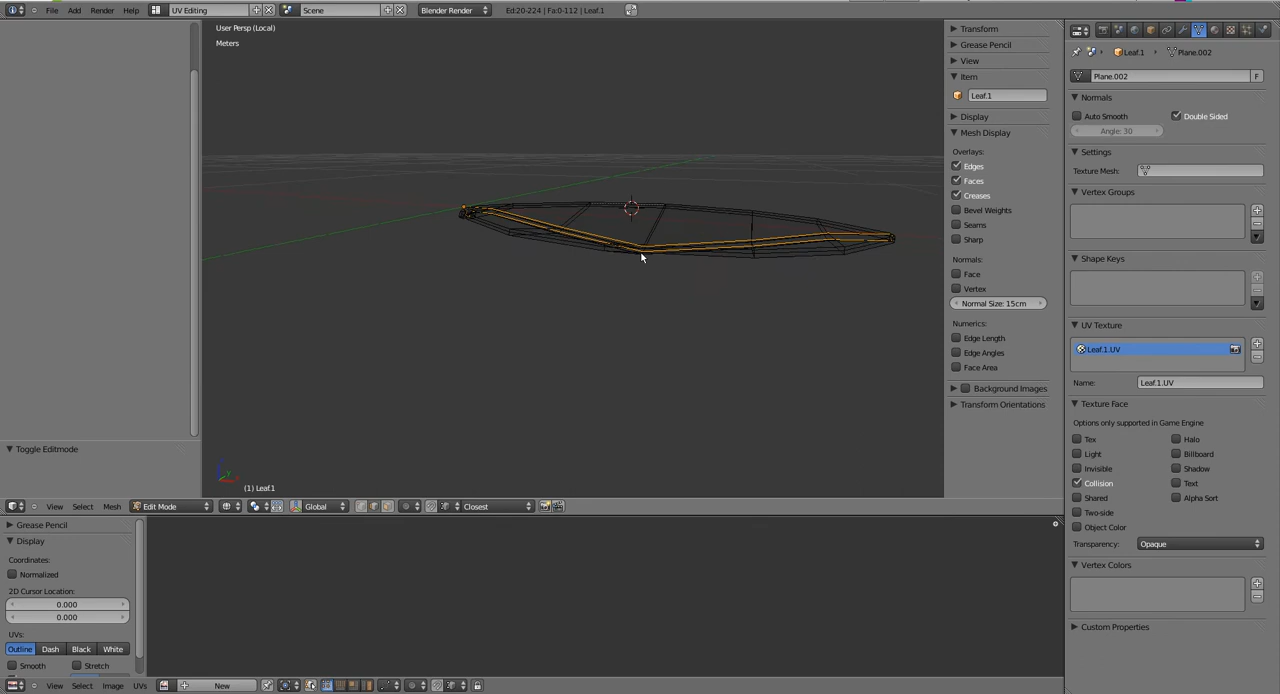 File Add Render Help UV Editing Scene Blender Render Ed:20-224 | Fa:0-112 | Leaf.1
User Persp (Local)
Meters
(1) Leaf.1
Toggle Editmode
View Select Mesh Edit Mode Global Closest
Transform
Grease Pencil
View
Item
Leaf.1
Display
Mesh Display
Overlays:
Edges
Faces
Creases
Bevel Weights
Seams
Sharp
Normals:
Face
Vertex
Normal Size: 15cm
Numerics:
Edge Length
Edge Angles
Face Area
Background Images
Transform Orientations
Leaf.1 Plane.002
Plane.002 F
Normals
Auto Smooth Double Sided
Angle: 30
Settings
Texture Mesh:
Vertex Groups
Shape Keys
UV Texture
Leaf.1.UV
Name: Leaf.1.UV
Texture Face
Options only supported in Game Engine
Tex Halo
Light Billboard
Invisible Shadow
Collision Text
Shared Alpha Sort
Two-side
Object Color
Transparency: Opaque
Vertex Colors
Custom Properties
Grease Pencil
Display
Coordinates:
Normalized
2D Cursor Location:
0.000
0.000
UVs:
Outline Dash Black White
Smooth Stretch
View Select Image UVs New